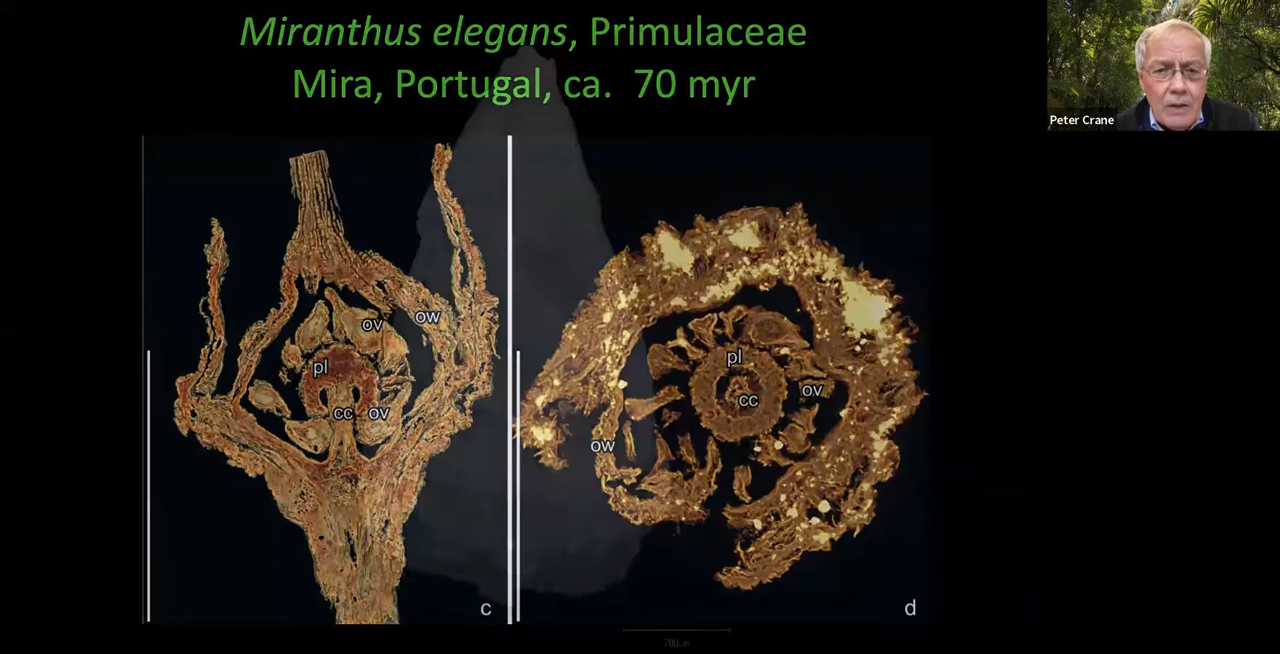 Miranthus elegans, Primulaceae
Mira, Portugal, ca. 70 myr
Peter Crane
ov
ow
pl
cc
ov
c
pl
cc
ov
ow
d